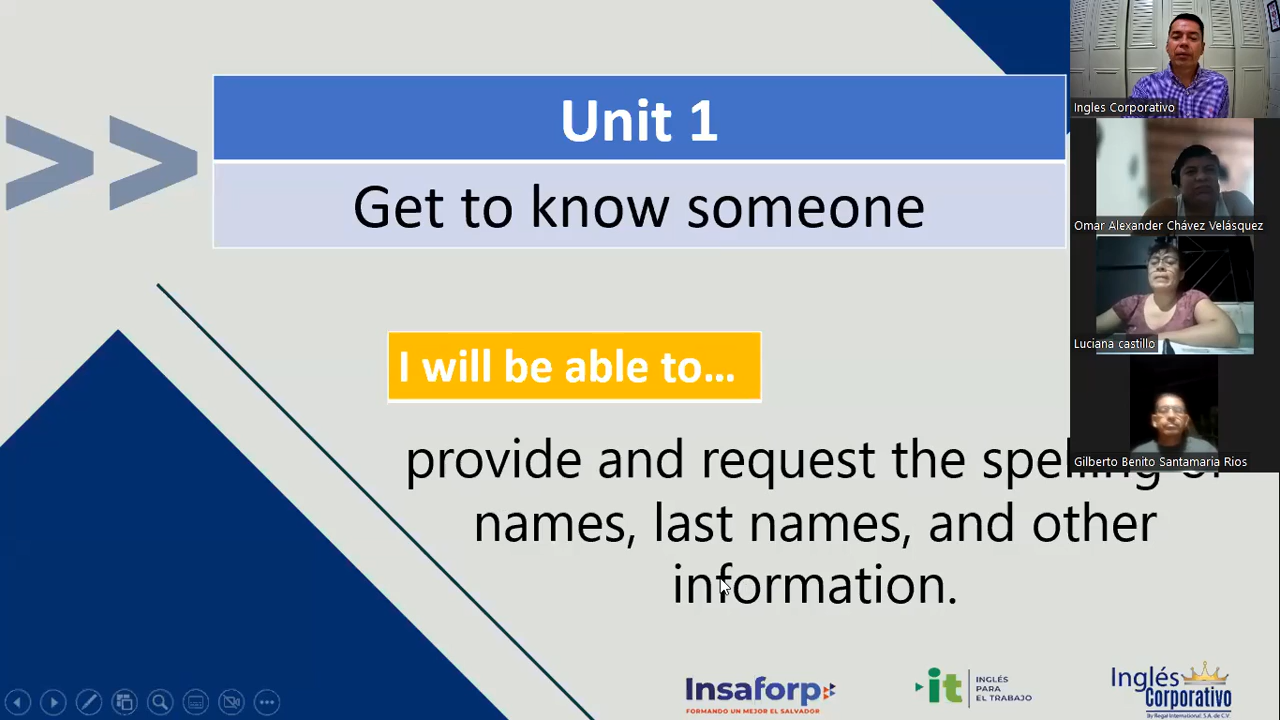 Unit 1
Get to know someone
I will be able to...
provide and request the spelling of
names, last names, and other
information.
Ingles Corporativo
Omar Alexander Chávez Velásquez
Luciana castillo
Gilberto Benito Santamaria Rios
Insaforp
FORMANDO UN MEJOR EL SALVADOR
it
INGLÉS
PARA
EL TRABAJO
Inglés
Corporativo
By Regal International, S.A. de C.V.